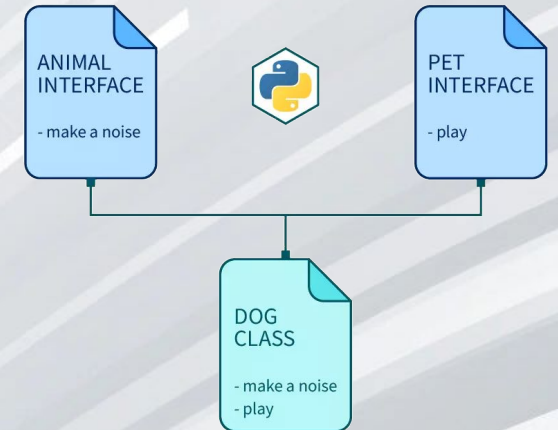 ANIMAL
INTERFACE
- make a noise
PET
INTERFACE
- play
DOG
CLASS
- make a noise
- play